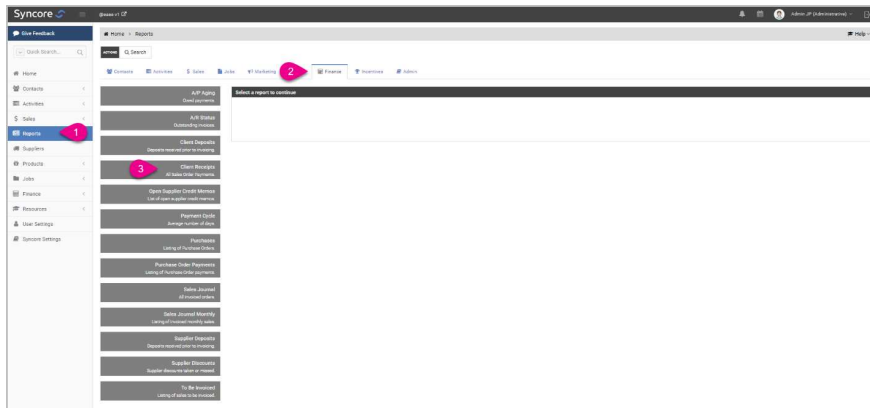 Syncore
@ssss v1
Admin JP (Administrative)
Give Feedback
Home > Reports
Help
Quick Search...
ACTIONS Search
Home
Contacts
Activities
Sales
Reports
Suppliers
Products
Jobs
Finance
Resources
User Settings
Syncore Settings
1
Contacts Activities $ Sales Jobs Marketing 2 Finance Incentives Admin
A/P Aging
Owed payments.
A/R Status
Outstanding invoices.
Client Deposits
Deposits received prior to invoicing.
3 Client Receipts
All Sales Order Payments.
Open Supplier Credit Memos
List of open supplier credit memos.
Payment Cycle
Average number of days.
Purchases
Listing of Purchase Orders.
Purchase Order Payments
Listing of Purchase Order payments.
Sales Journal
All invoiced orders.
Sales Journal Monthly
Listing of invoiced monthly sales.
Supplier Deposits
Deposits received prior to invoicing.
Supplier Discounts
Supplier discounts taken or missed.
To Be Invoiced
Listing of sales to be invoiced.
Select a report to continue